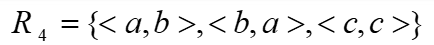 R₄ = {< a, b >, < b, a >, < c, c >}